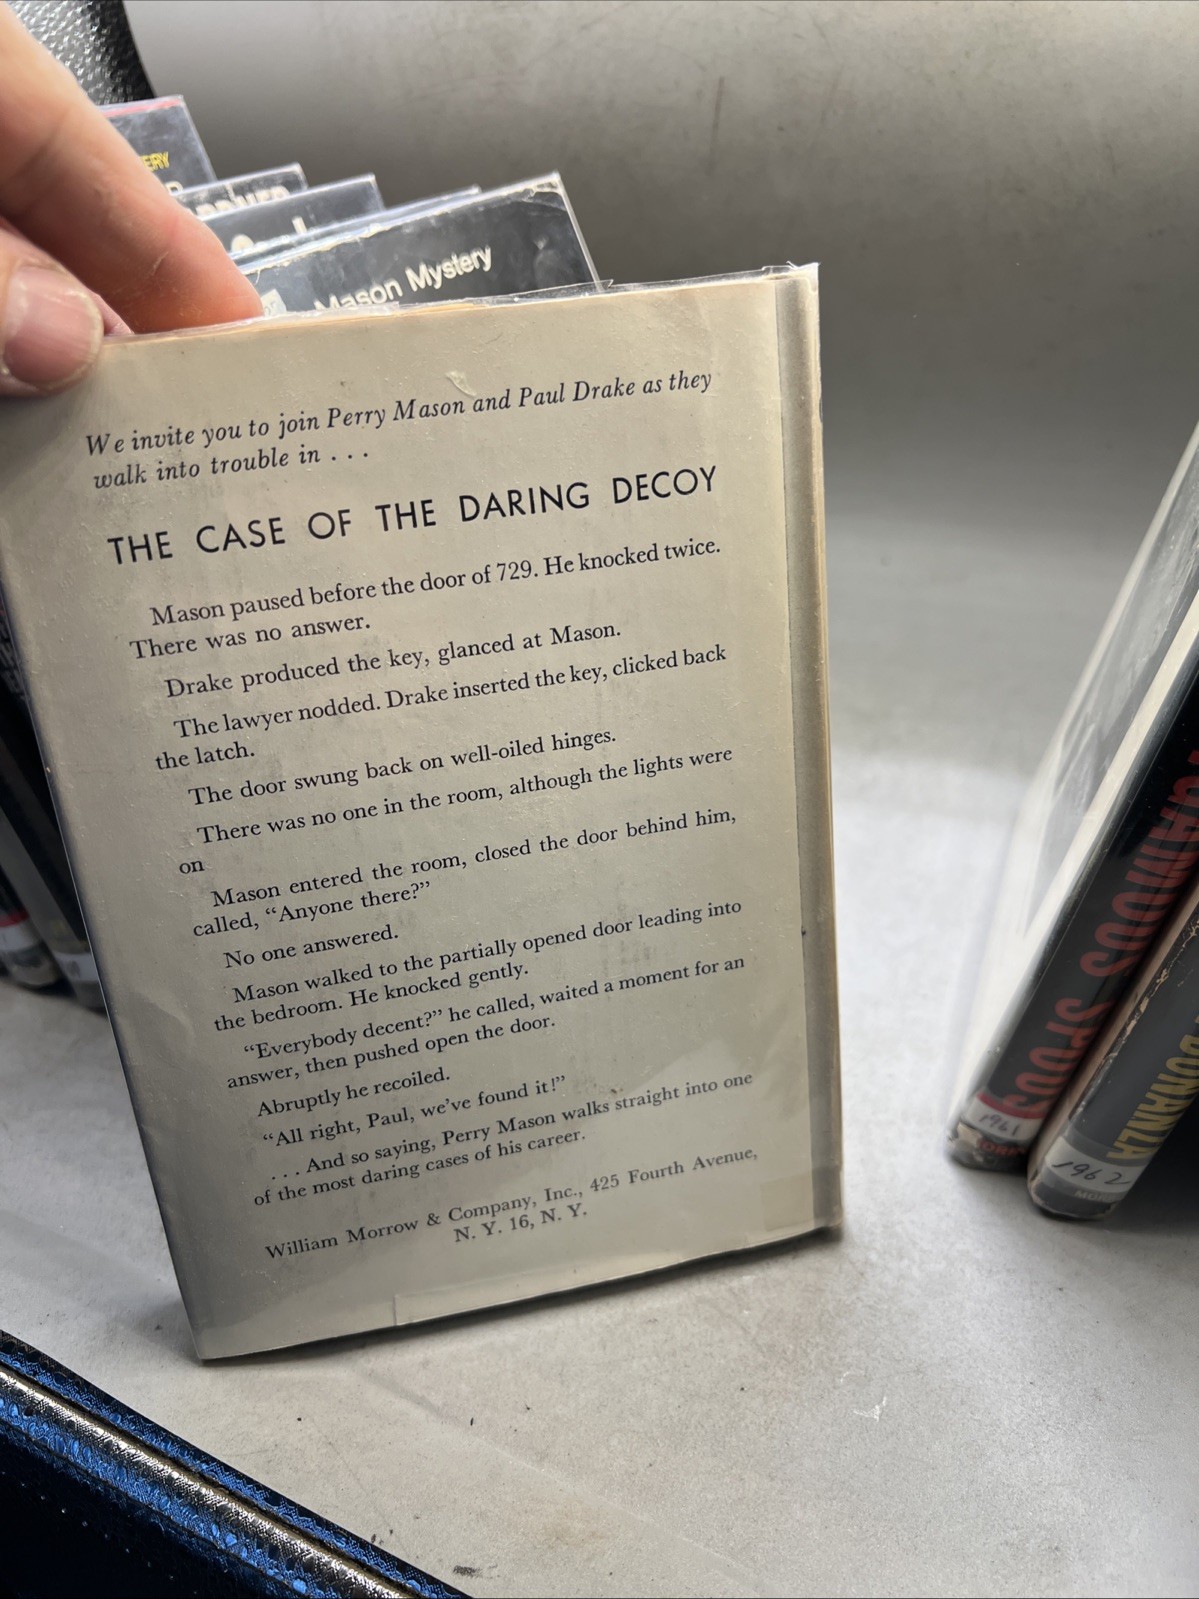 Mason Mystery
We invite you to join Perry Mason and Paul Drake as they
walk into trouble in . . .
THE CASE OF THE DARING DECOY
Mason paused before the door of 729. He knocked twice.
There was no answer.
Drake produced the key, glanced at Mason.
The lawyer nodded. Drake inserted the key, clicked back
the latch.
The door swung back on well-oiled hinges.
There was no one in the room, although the lights were
on
Mason entered the room, closed the door behind him,
called, “Anyone there?”
No one answered.
Mason walked to the partially opened door leading into
the bedroom. He knocked gently.
“Everybody decent?” he called, waited a moment for an
answer, then pushed open the door.
Abruptly he recoiled.
“All right, Paul, we’ve found it!”
. . . And so saying, Perry Mason walks straight into one
of the most daring cases of his career.
William Morrow & Company, Inc., 425 Fourth Avenue,
N. Y. 16, N. Y.
SPUDS
1961
BONANZA
1962